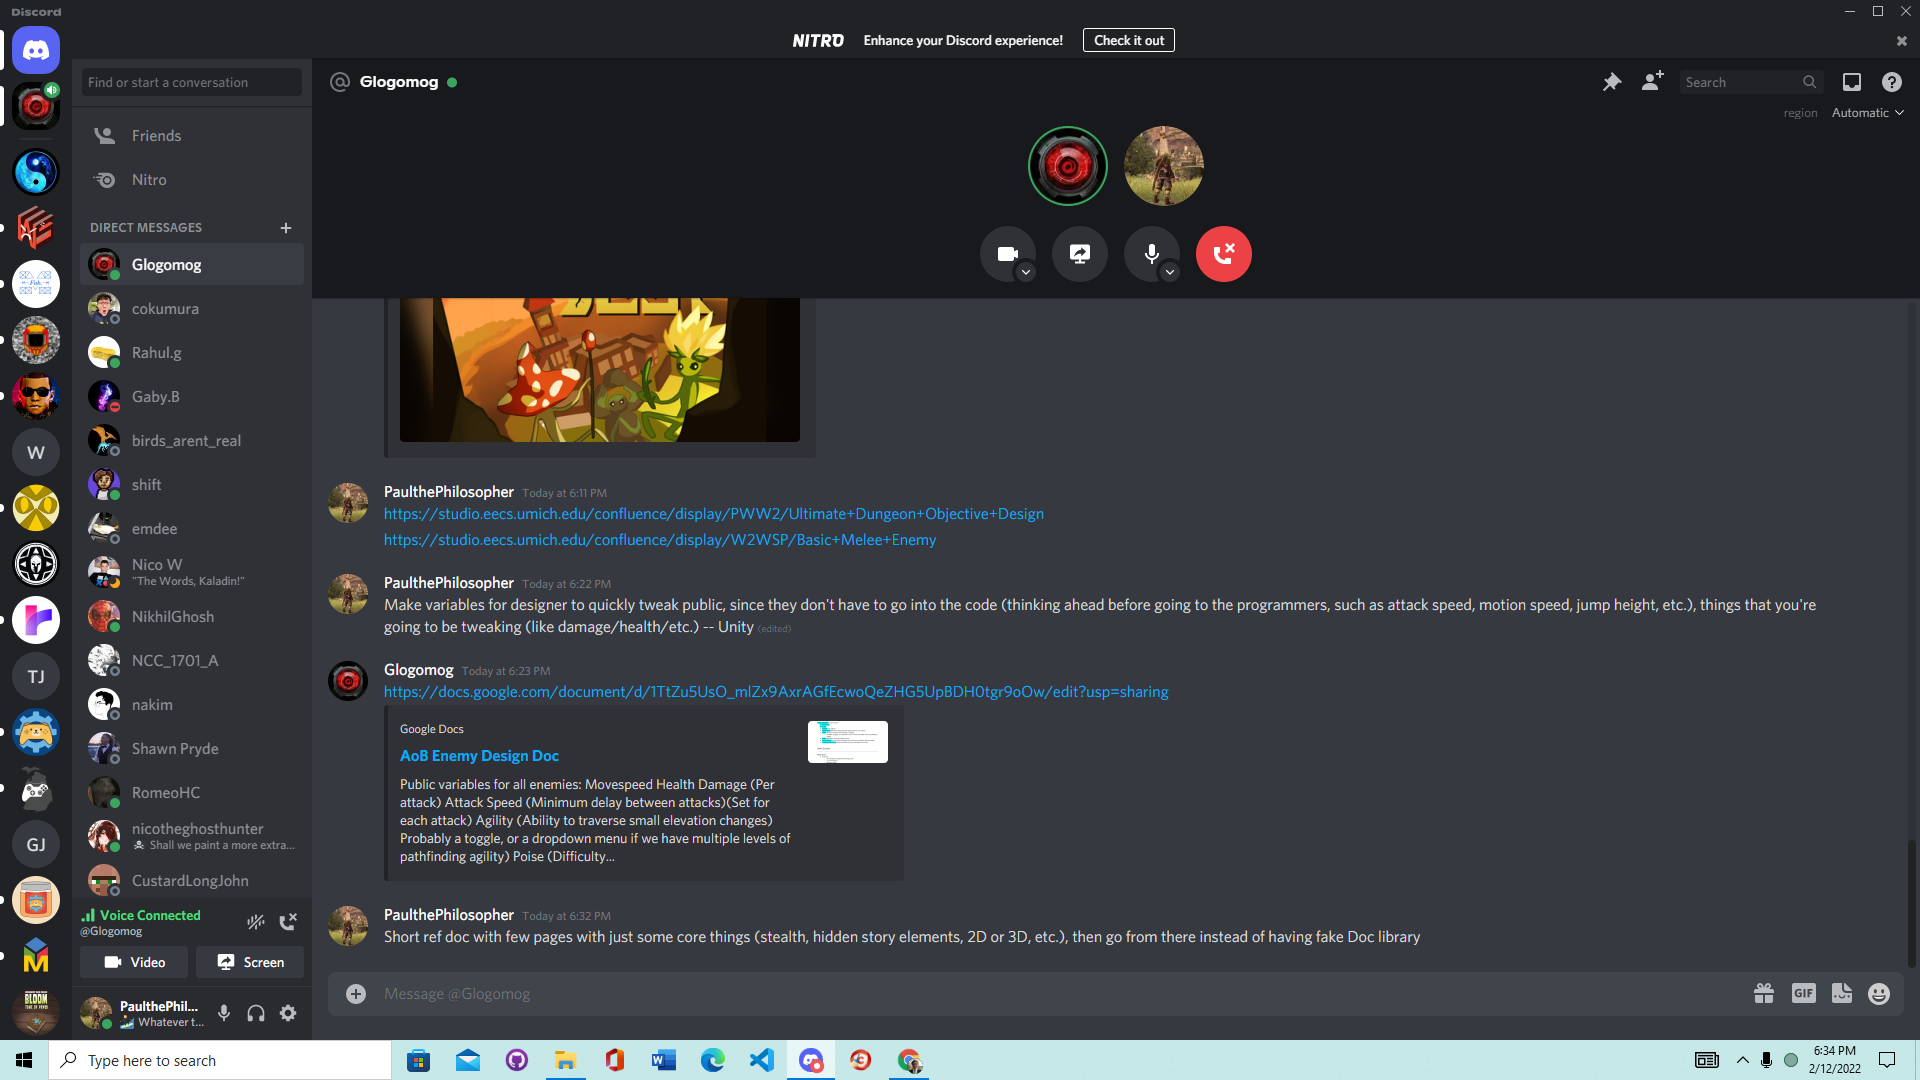 Discord
NITRO Enhance your Discord experience! Check it out
Find or start a conversation
Glogomog
Search
region Automatic
Friends
Nitro
DIRECT MESSAGES
Glogomog
cokumura
Rahul.g
Gaby.B
birds_arent_real
shift
emdee
Nico W
"The Words, Kaladin!"
NikhilGhosh
NCC_1701_A
nakim
Shawn Pryde
RomeoHC
nicotheghosthunter
Shall we paint a more extra...
CustardLongJohn
W
TJ
GJ
BLOOM
Voice Connected
@Glogomog
Video
Screen
PaulthePhil...
Whatever t...
PaulthePhilosopher Today at 6:11 PM
https://studio.eecs.umich.edu/confluence/display/PWW2/Ultimate+Dungeon+Objective+Design
https://studio.eecs.umich.edu/confluence/display/W2WSP/Basic+Melee+Enemy
PaulthePhilosopher Today at 6:22 PM
Make variables for designer to quickly tweak public, since they don't have to go into the code (thinking ahead before going to the programmers, such as attack speed, motion speed, jump height, etc.), things that you're
going to be tweaking (like damage/health/etc.) -- Unity (edited)
Glogomog Today at 6:23 PM
https://docs.google.com/document/d/1TtZu5UsO_mlZx9AxrAGfEcwoQeZHG5UpBDH0tgr9oOw/edit?usp=sharing
Google Docs
AoB Enemy Design Doc
Public variables for all enemies: Movespeed Health Damage (Per
attack) Attack Speed (Minimum delay between attacks)(Set for
each attack) Agility (Ability to traverse small elevation changes)
Probably a toggle, or a dropdown menu if we have multiple levels of
pathfinding agility) Poise (Difficulty...
PaulthePhilosopher Today at 6:32 PM
Short ref doc with few pages with just some core things (stealth, hidden story elements, 2D or 3D, etc.), then go from there instead of having fake Doc library
Message @Glogomog
GIF
Type here to search
6:34 PM
2/12/2022